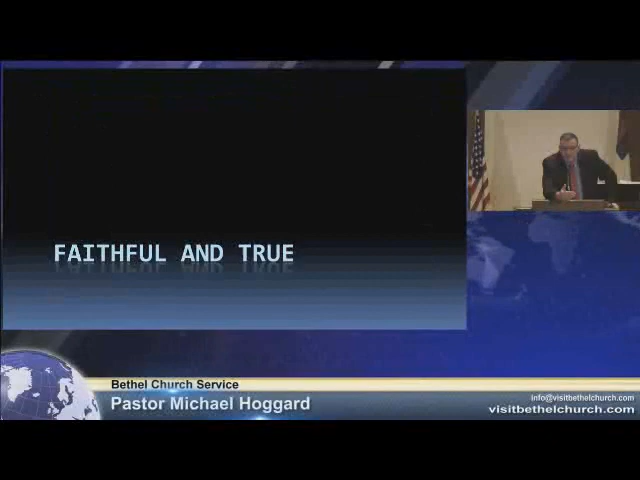 FAITHFUL AND TRUE
Bethel Church Service
Pastor Michael Hoggard
info@visitbethelchurch.com
visitbethelchurch.com